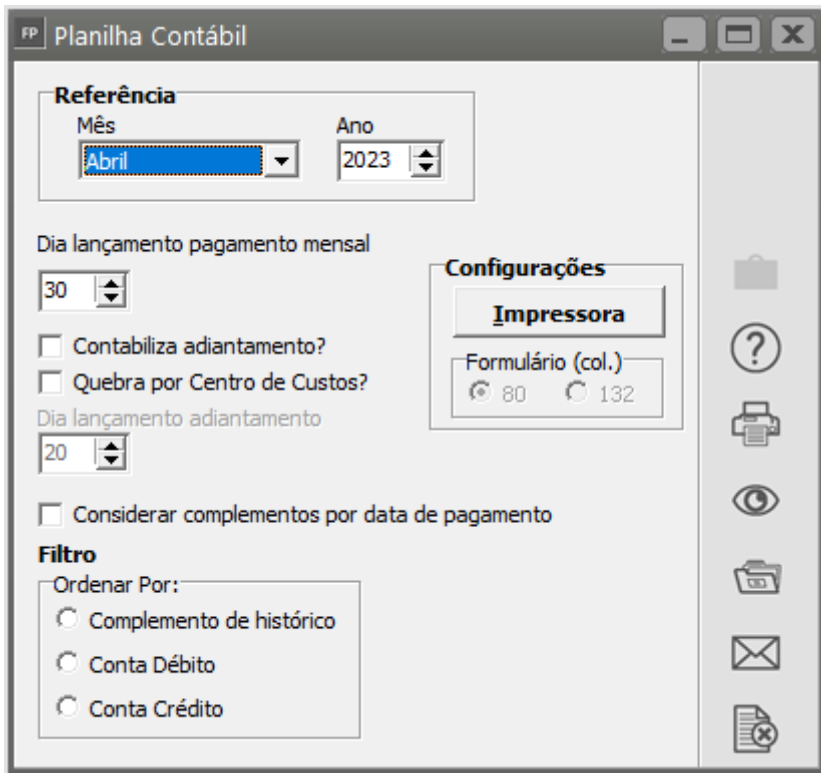 FP Planilha Contábil
Referência
Mês Ano
Abril 2023
Dia lançamento pagamento mensal
30
Configurações
Impressora
Contabiliza adiantamento?
Quebra por Centro de Custos?
Formulário (col.)
80 132
Dia lançamento adiantamento
20
Considerar complementos por data de pagamento
Filtro
Ordenar Por:
Complemento de histórico
Conta Débito
Conta Crédito